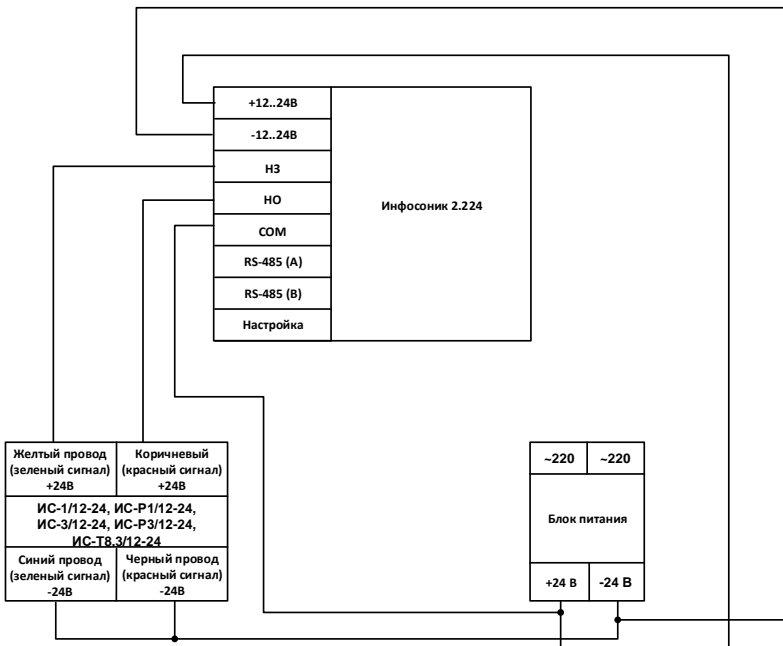 +12..24В
-12..24В
НЗ
НО
COM
RS-485 (A)
RS-485 (B)
Настройка
Инфосоник 2.224
Желтый провод
(зеленый сигнал)
+24В
Коричневый
(красный сигнал)
+24В
ИС-1/12-24, ИС-Р1/12-24,
ИС-3/12-24, ИС-Р3/12-24,
ИС-Т8.3/12-24
Синий провод
(зеленый сигнал)
-24В
Черный провод
(красный сигнал)
-24В
~220
~220
Блок питания
+24 В
-24 В